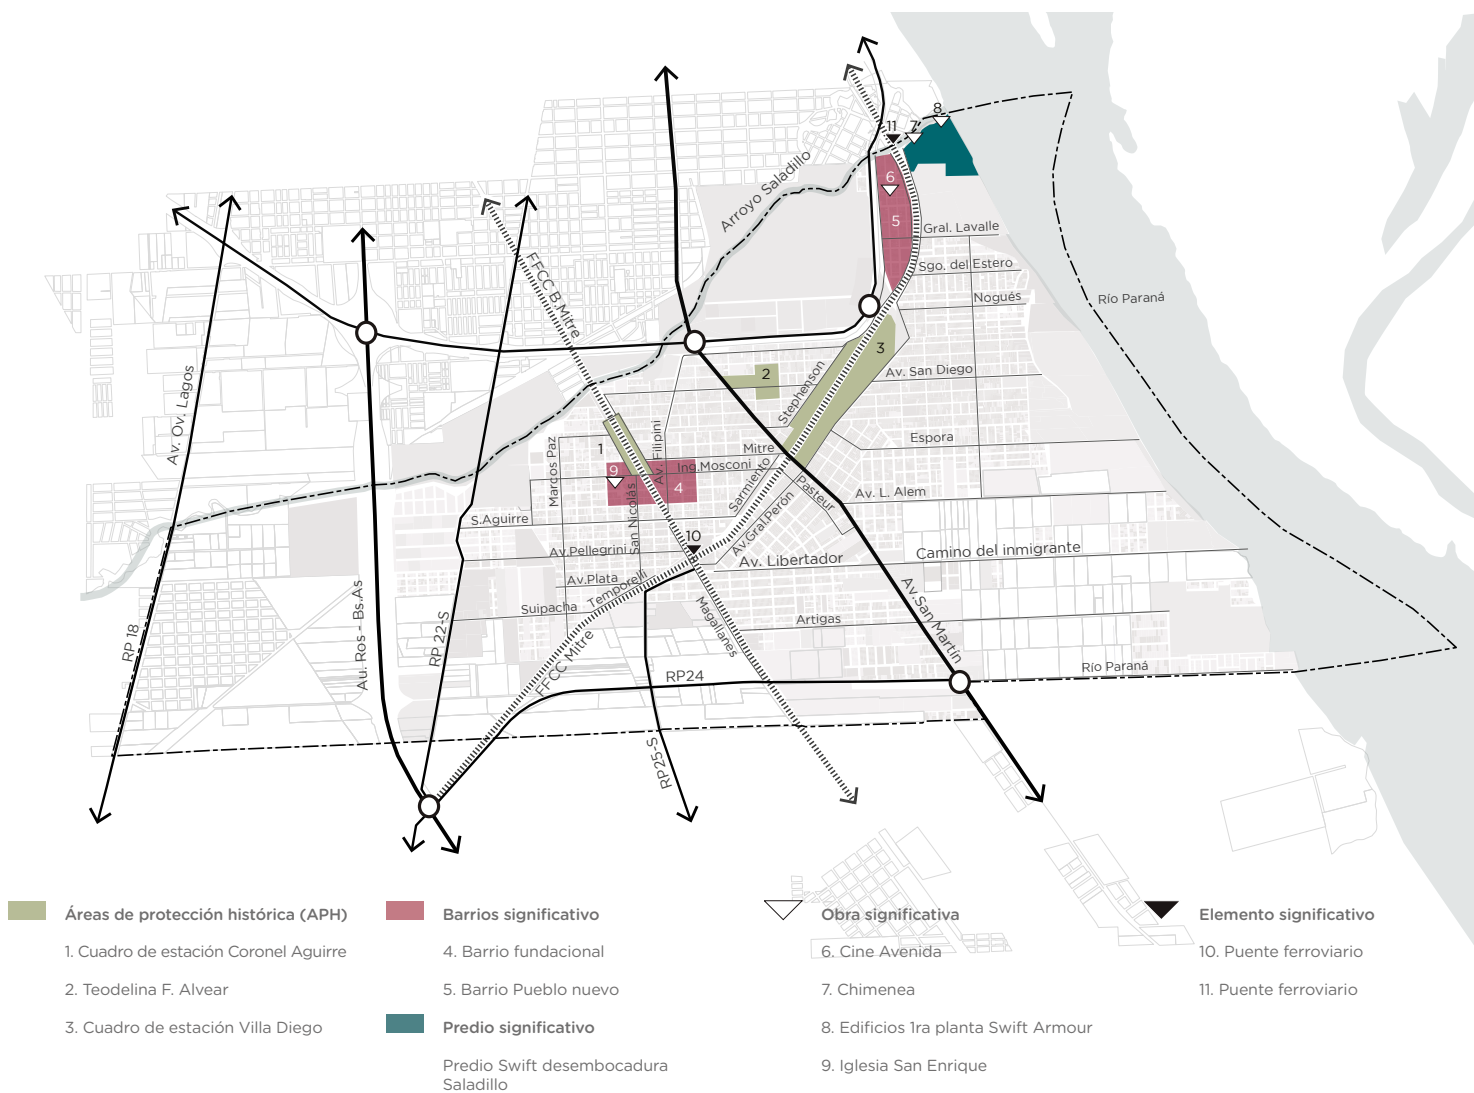 8
11
7
6
5
Arroyo Saladillo
Gral. Lavalle
Sgo. del Estero
Nogués
Río Paraná
FFCC B.Mitre
3
2
Av. San Diego
Stephenson
Av. Ov. Lagos
Espora
Mitre
Ing.Mosconi
Av. Filipini
Marcos Paz
1
9
4
Sarmiento
Pasteur
Av. L. Alem
S.Aguirre
San Nicolás
Av.Gral.Perón
10
Av.Pellegrini
Av. Libertador
Camino del inmigrante
Av.Plata
Temporelli
Suipacha
Magallanes
Artigas
Av.San Martín
RP 18
Au. Ros - Bs.As
RP 22-S
FFCC Mitre
RP24
Río Paraná
RP25-S
Áreas de protección histórica (APH)
1. Cuadro de estación Coronel Aguirre
2. Teodelina F. Alvear
3. Cuadro de estación Villa Diego
Barrios significativo
4. Barrio fundacional
5. Barrio Pueblo nuevo
Predio significativo
Predio Swift desembocadura
Saladillo
Obra significativa
6. Cine Avenida
7. Chimenea
8. Edificios 1ra planta Swift Armour
9. Iglesia San Enrique
Elemento significativo
10. Puente ferroviario
11. Puente ferroviario